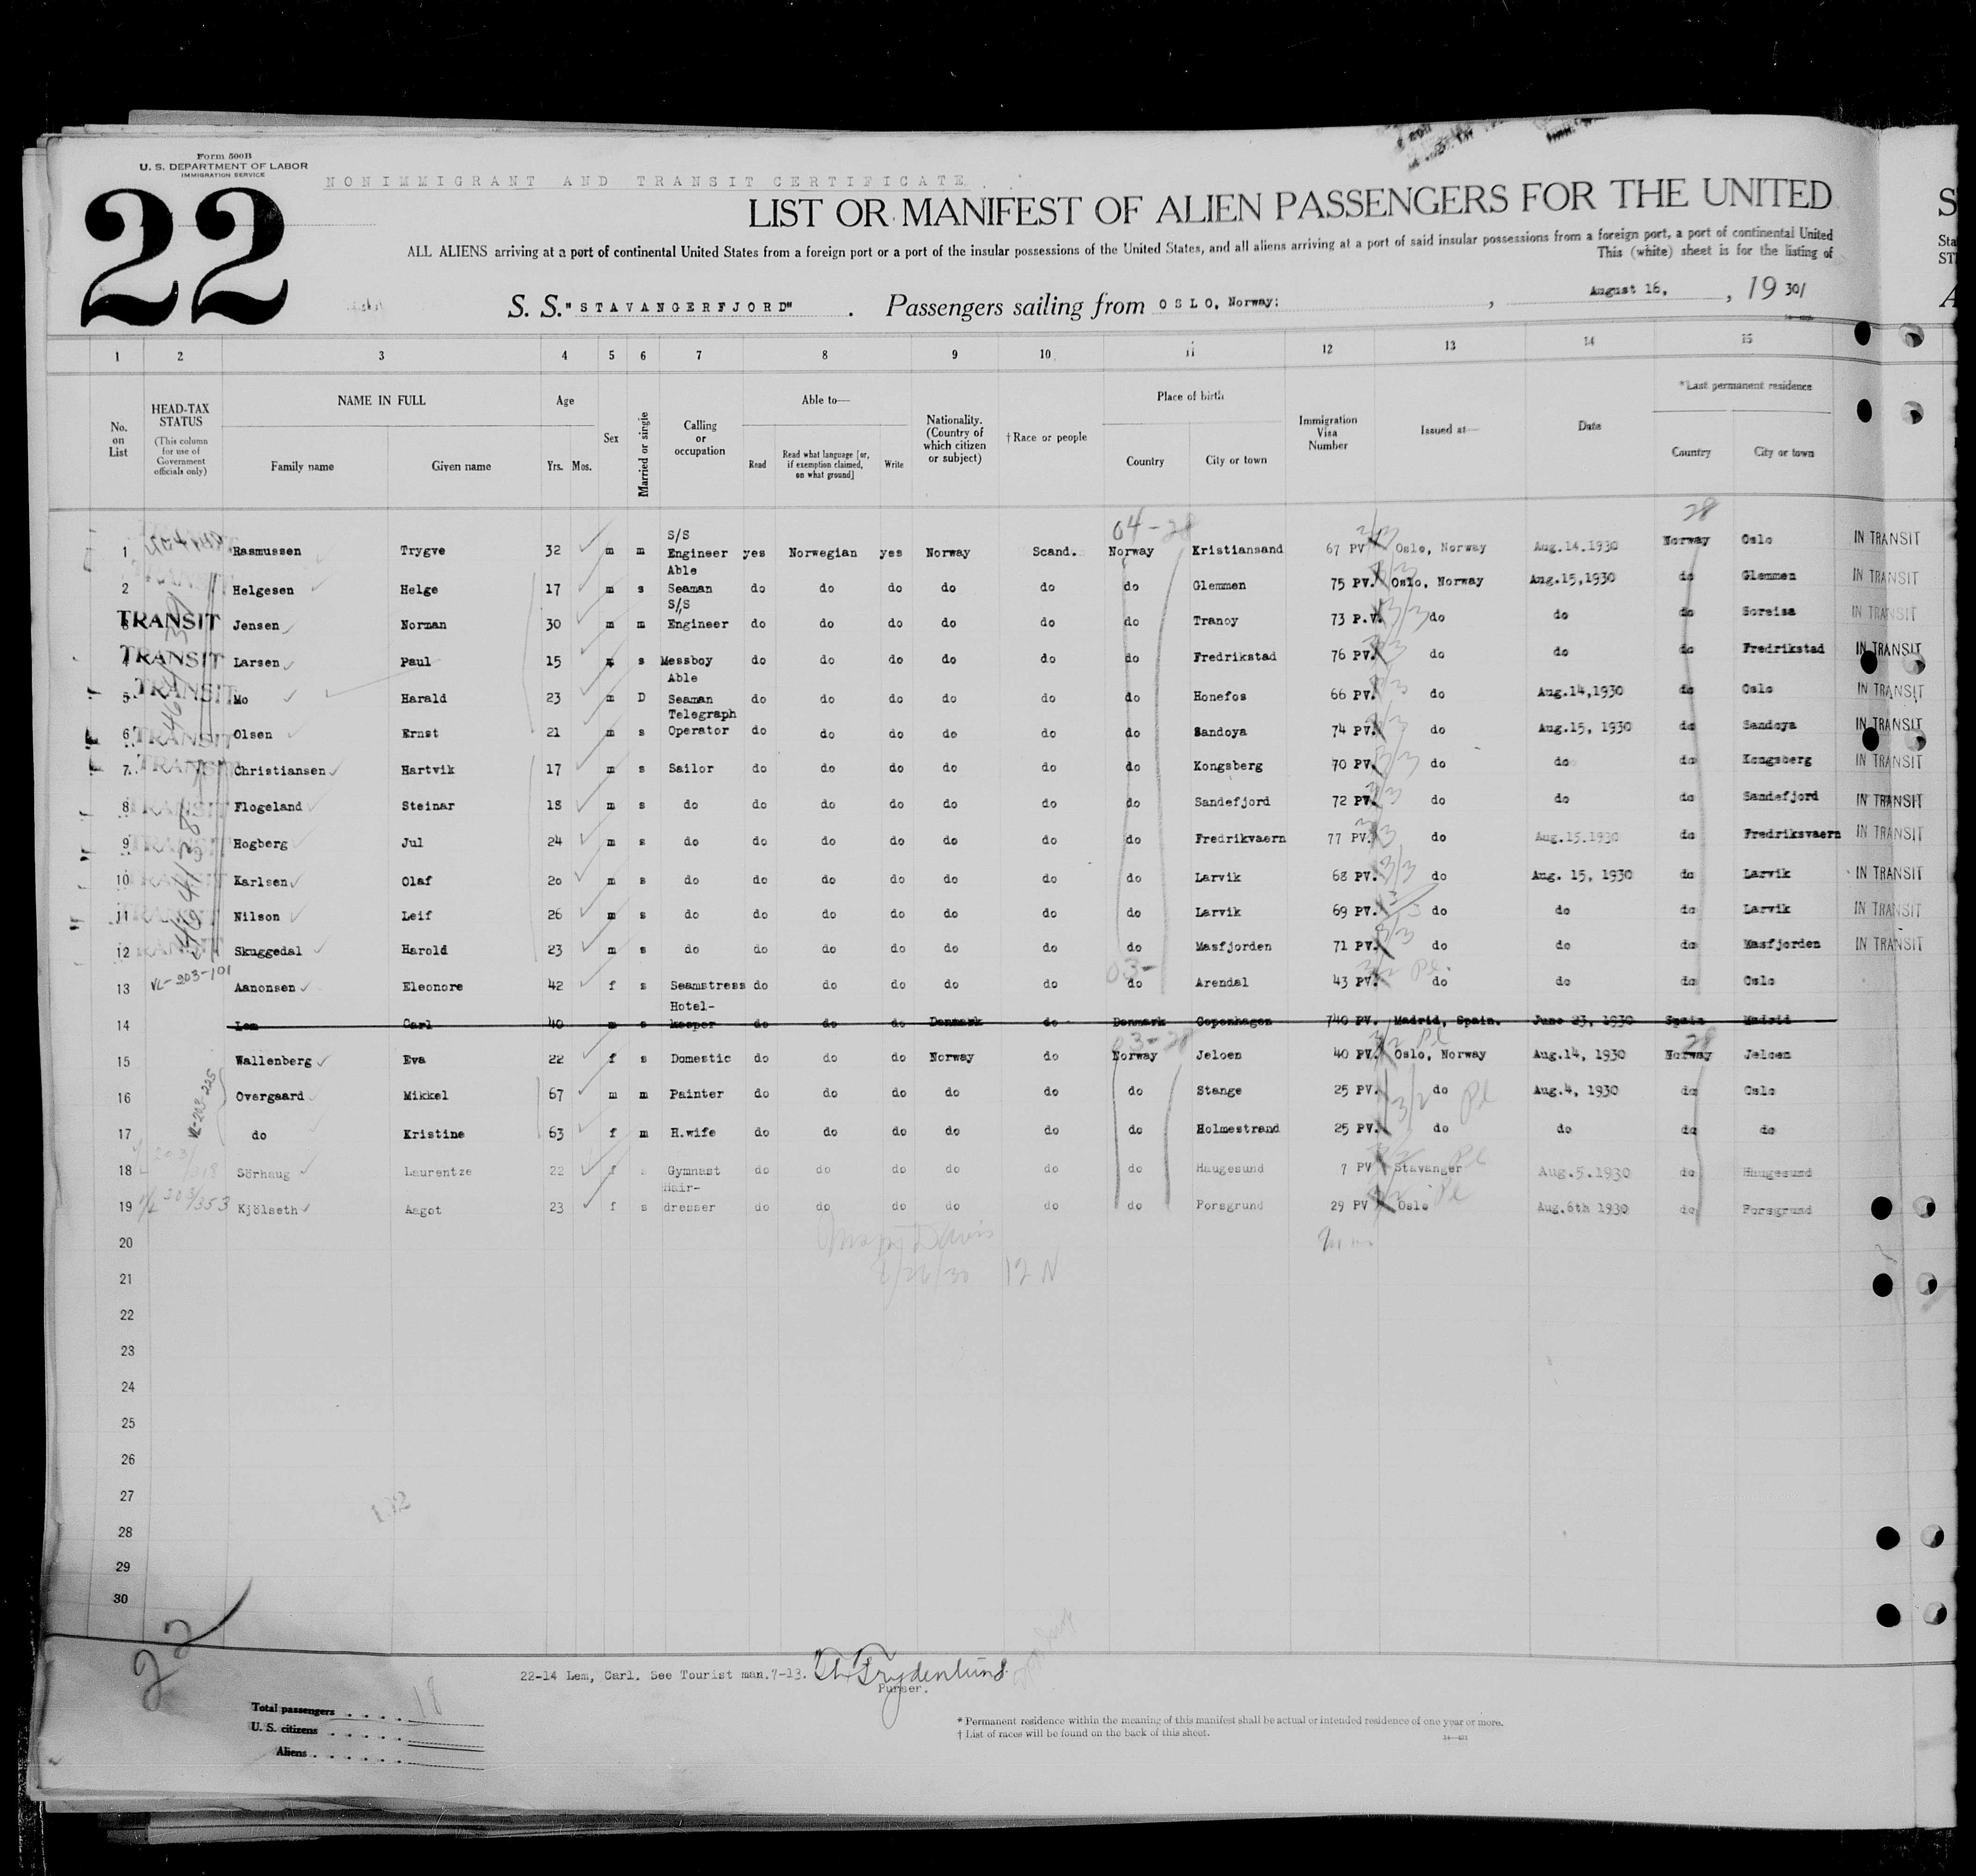 Form 500B
U. S. DEPARTMENT OF LABOR
IMMIGRATION SERVICE
22
NONIMMIGRANT AND TRANSIT CERTIFICATE.
LIST OR MANIFEST OF ALIEN PASSENGERS FOR THE UNITED
ALL ALIENS arriving at a port of continental United States from a foreign port or a port of the insular possessions of the United States, and all aliens arriving at a port of said insular possessions from a foreign port, a port of continental United
This (white) sheet is for the listing of
S. S. "STAVANGERFJORD" . Passengers sailing from OSLO, Norway: , August 16, , 19 30/
1 2 3 4 5 6 7 8 9 10 11 12 13 14 15
No. on List
HEAD-TAX STATUS (This column for use of Government officials only)
NAME IN FULL Family name Given name
Age Yrs. Mos.
Sex
Married or single
Calling or occupation
Able to— Read Read what language [or, if exemption claimed, on what ground] Write
Nationality. (Country of which citizen or subject)
†Race or people
Place of birth Country City or town
Immigration Visa Number
Issued at—
Date
*Last permanent residence Country City or town
04-28 28
1 Rasmussen Trygve 32 m m S/S Engineer yes Norwegian yes Norway Scand. Norway Kristiansand 67 PV Oslo, Norway Aug.14.1930 Norway Oslo IN TRANSIT
2 Helgesen Helge 17 m s Able Seaman do do do do do do Glemmen 75 PV. Oslo, Norway Aug.15,1930 do Glemmen IN TRANSIT
3 TRANSIT Jensen Norman 30 m m S/S Engineer do do do do do do Tranoy 73 P.V. do do do Soreisa IN TRANSIT
4 TRANSIT Larsen Paul 15 m s Messboy do do do do do do Fredrikstad 76 PV. do do do Fredrikstad IN TRANSIT
5 TRANSIT Mo Harald 23 m D Able Seaman do do do do do do Honefos 66 PV. do Aug.14,1930 do Oslo IN TRANSIT
6 TRANSIT Olsen Ernst 21 m s Telegraph Operator do do do do do do Sandoya 74 PV. do Aug.15, 1930 do Sandoya IN TRANSIT
7 TRANSIT Christiansen Hartvik 17 m s Sailor do do do do do do Kongsberg 70 PV. do do do Kongsberg IN TRANSIT
8 TRANSIT Flogeland Steinar 18 m s do do do do do do do Sandefjord 72 PV. do do do Sandefjord IN TRANSIT
9 TRANSIT Hogberg Jul 24 m s do do do do do do do Fredrikvaern 77 PV. do Aug.15.1930 do Fredriksvaern IN TRANSIT
10 TRANSIT Karlsen Olaf 20 m s do do do do do do do Larvik 68 PV. do Aug. 15, 1930 do Larvik IN TRANSIT
11 TRANSIT Nilson Leif 26 m s do do do do do do do Larvik 69 PV. do do do Larvik IN TRANSIT
12 TRANSIT Skuggedal Harold 23 m s do do do do do do do Masfjorden 71 PV. do do do Masfjorden IN TRANSIT
13 VL-203-101 Aanonsen Eleonore 42 f s Seamstress do do do do do 03- do Arendal 43 PV. do do do Oslo
14 Lem Carl 40 m s Hotel-keeper do do do Denmark do Denmark Copenhagen 740 PV. Madrid, Spain. June 23, 1930 Spain Madrid
03-28 28
15 Wallenberg Eva 22 f s Domestic do do do Norway do Norway Jeloen 40 PV. Oslo, Norway Aug.14, 1930 Norway Jeloen
16 VL-203-225 Overgaard Mikkel 67 m m Painter do do do do do do Stange 25 PV. do Aug.4, 1930 do Oslo
17 do Kristine 63 f m H.wife do do do do do do Holmestrand 25 PV. do do do do
18 Sörhaug Laurentze 22 f s Gymnast do do do do do do Haugesund 7 PV Stavanger Aug.5.1930 do Haugesund
19 Kjölseth Aagot 23 f s Hair-dresser do do do do do do Porsgrund 29 PV Oslo Aug.6th 1930 do Porsgrund
20
21 8/26/30 12 N
22
23
24
25
26
27
28
29
30
22
22-14 Lem, Carl. See Tourist man.7-13.
Purser.
Total passengers . . . . 18
U. S. citizens . . . . .
Aliens . . . . . .
* Permanent residence within the meaning of this manifest shall be actual or intended residence of one year or more.
† List of races will be found on the back of this sheet.